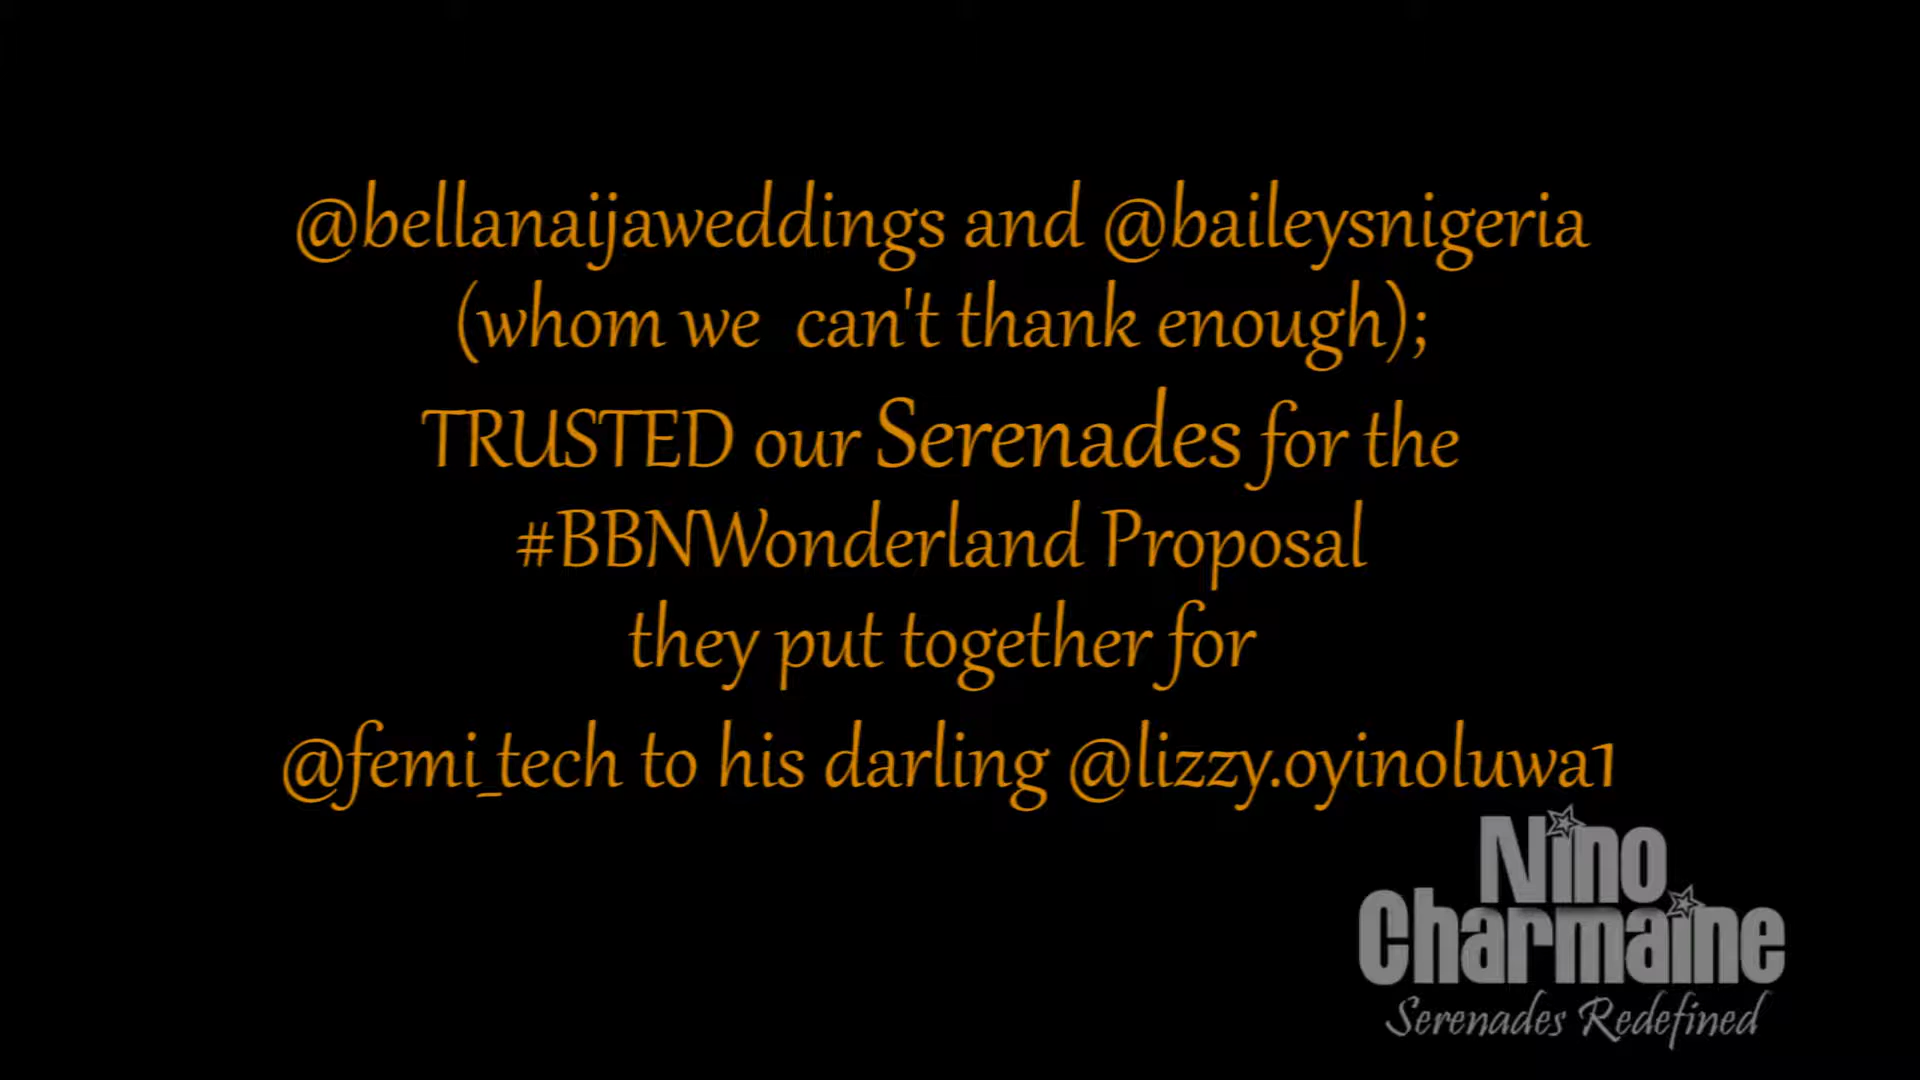 @bellanaijaweddings and @baileysnigeria
(whom we  can't thank enough);
TRUSTED our Serenades for the
#BBNWonderland Proposal
they put together for
@femi_tech to his darling @lizzy.oyinoluwa1
Nino
Charmaine
Serenades Redefined